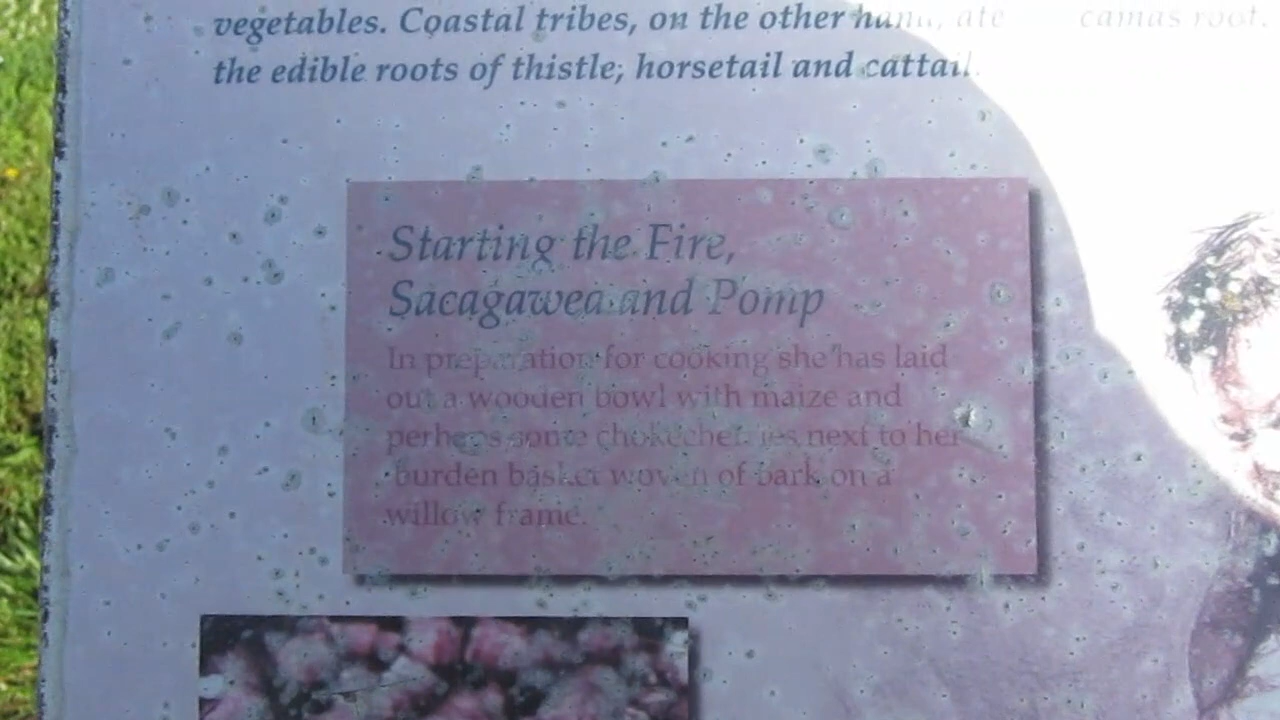 vegetables. Coastal tribes, on the other hand, ate camas root.
the edible roots of thistle, horsetail and cattail.
Starting the Fire,
Sacagawea and Pomp
In preparation for cooking she has laid
out a wooden bowl with maize and
perhaps some chokecherries next to her
burden basket woven of bark on a
willow frame.